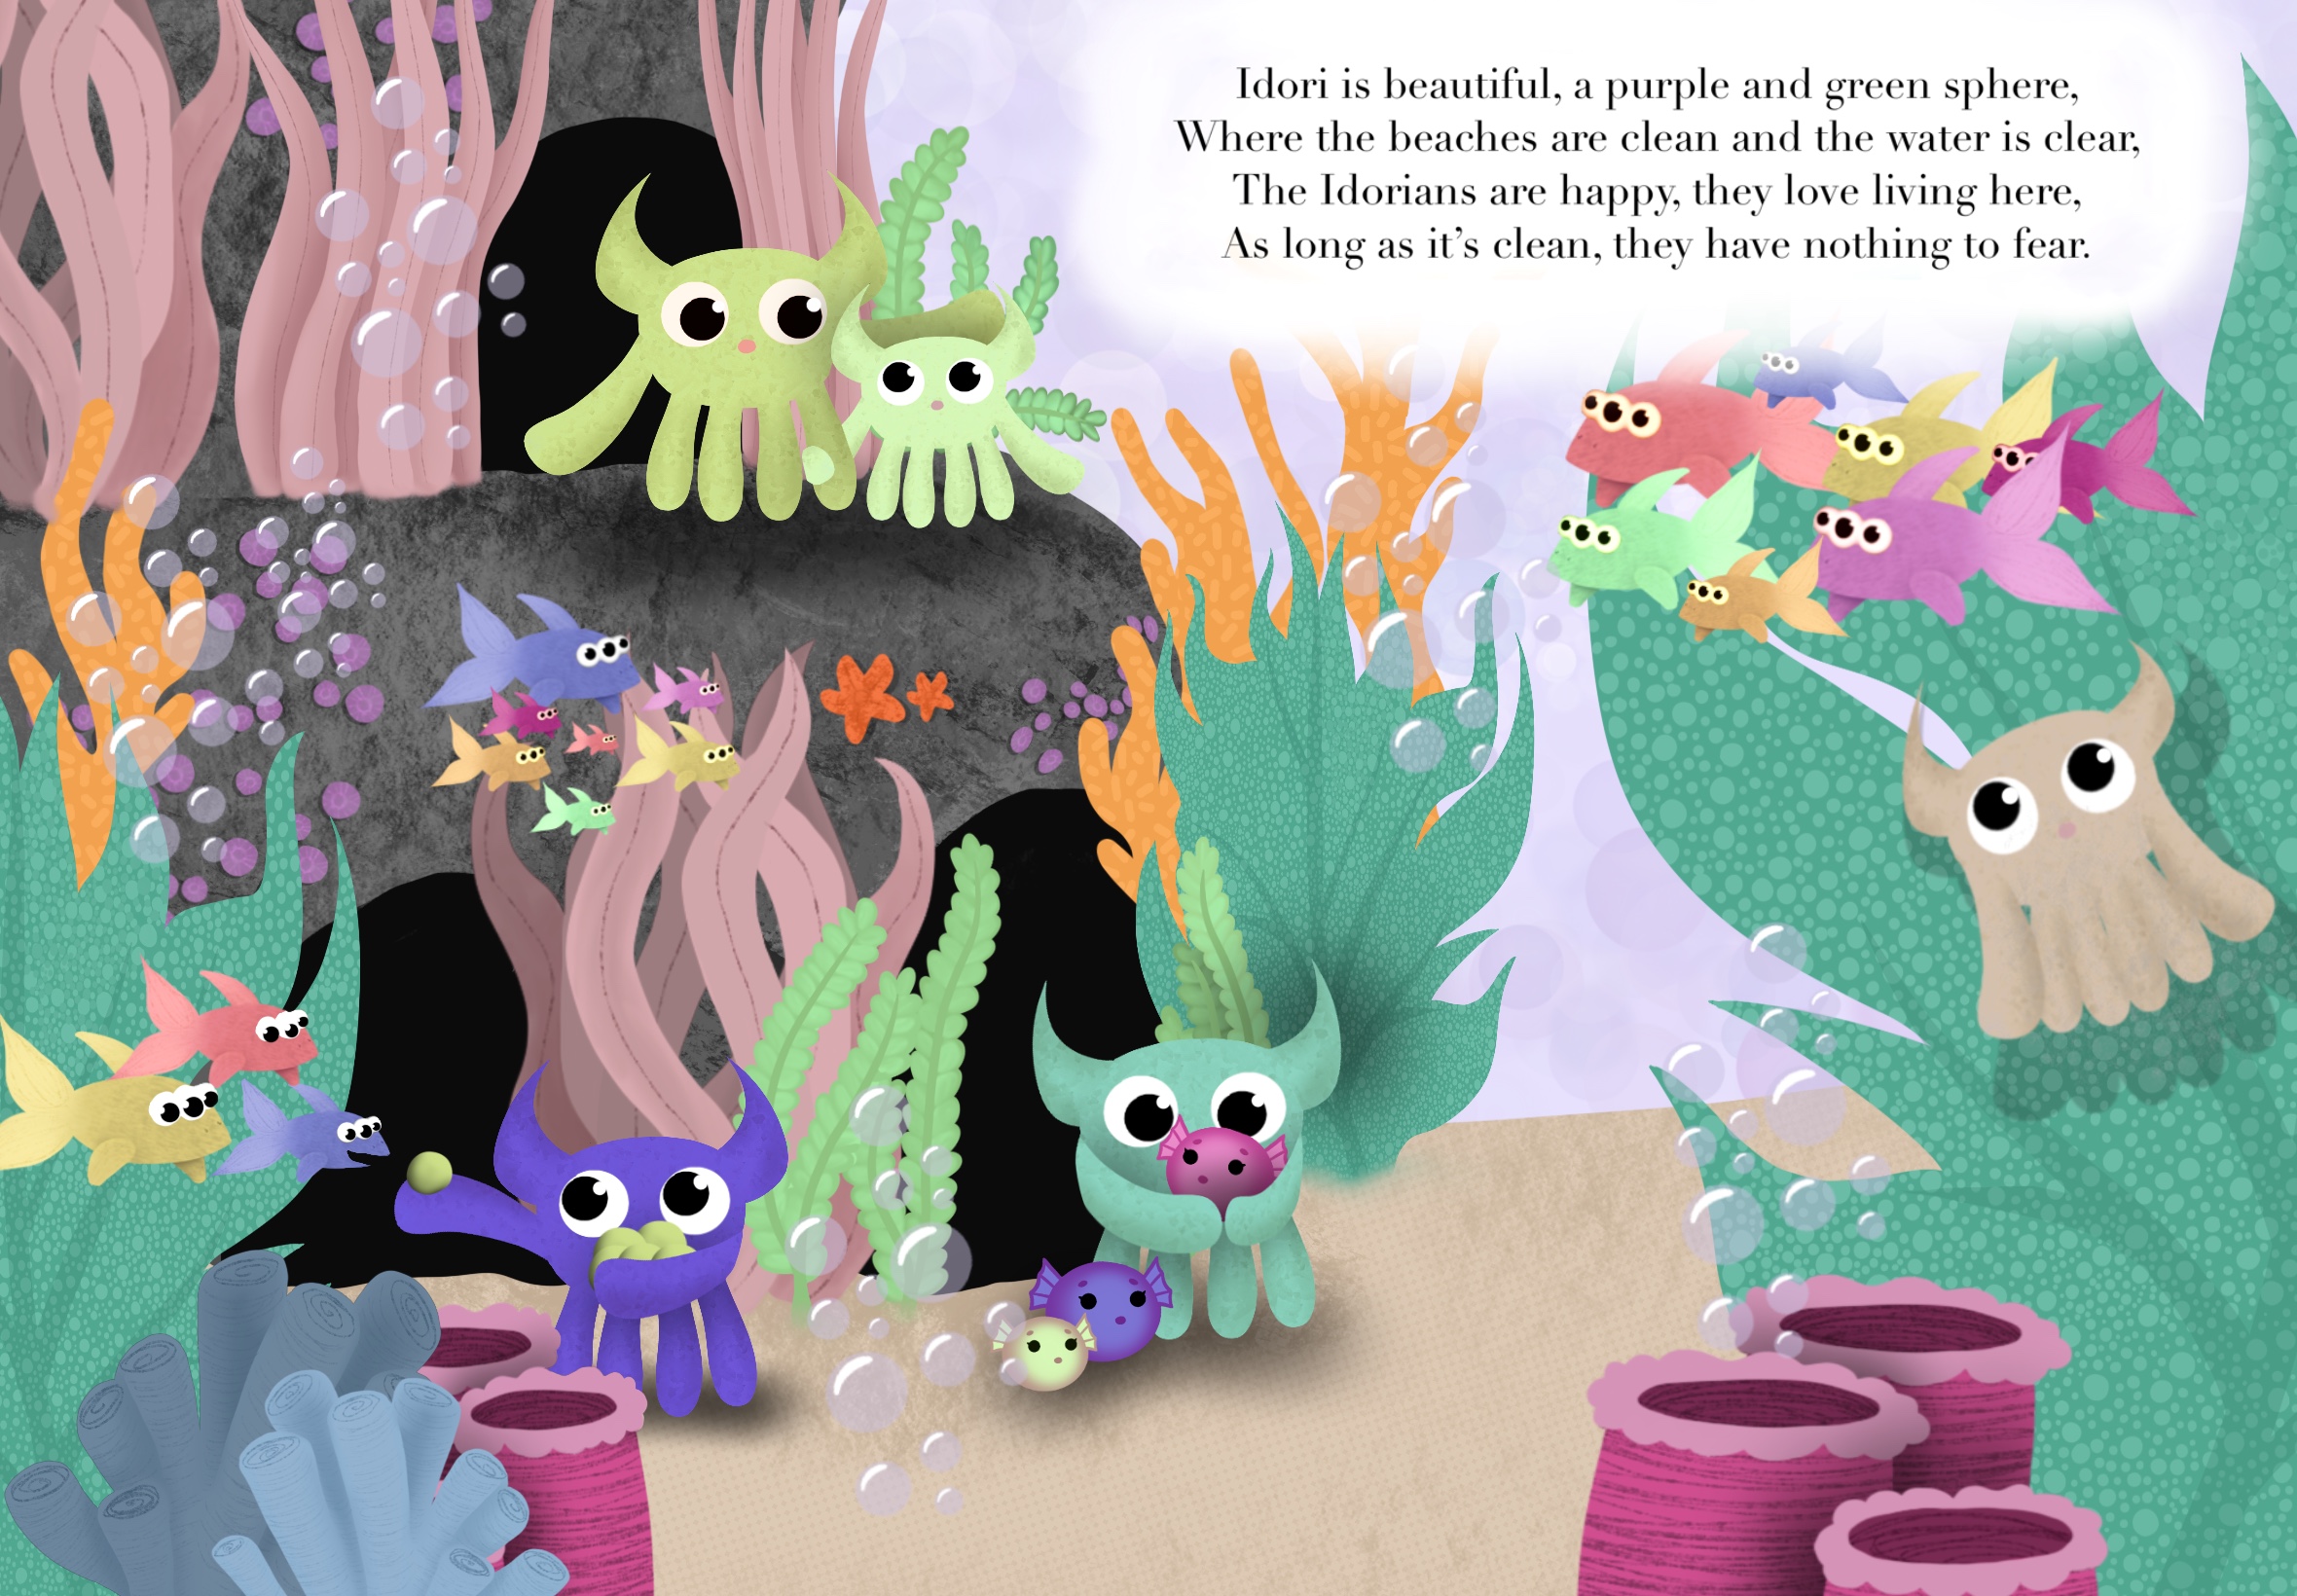 Idori is beautiful, a purple and green sphere,
Where the beaches are clean and the water is clear,
The Idorians are happy, they love living here,
As long as it’s clean, they have nothing to fear.